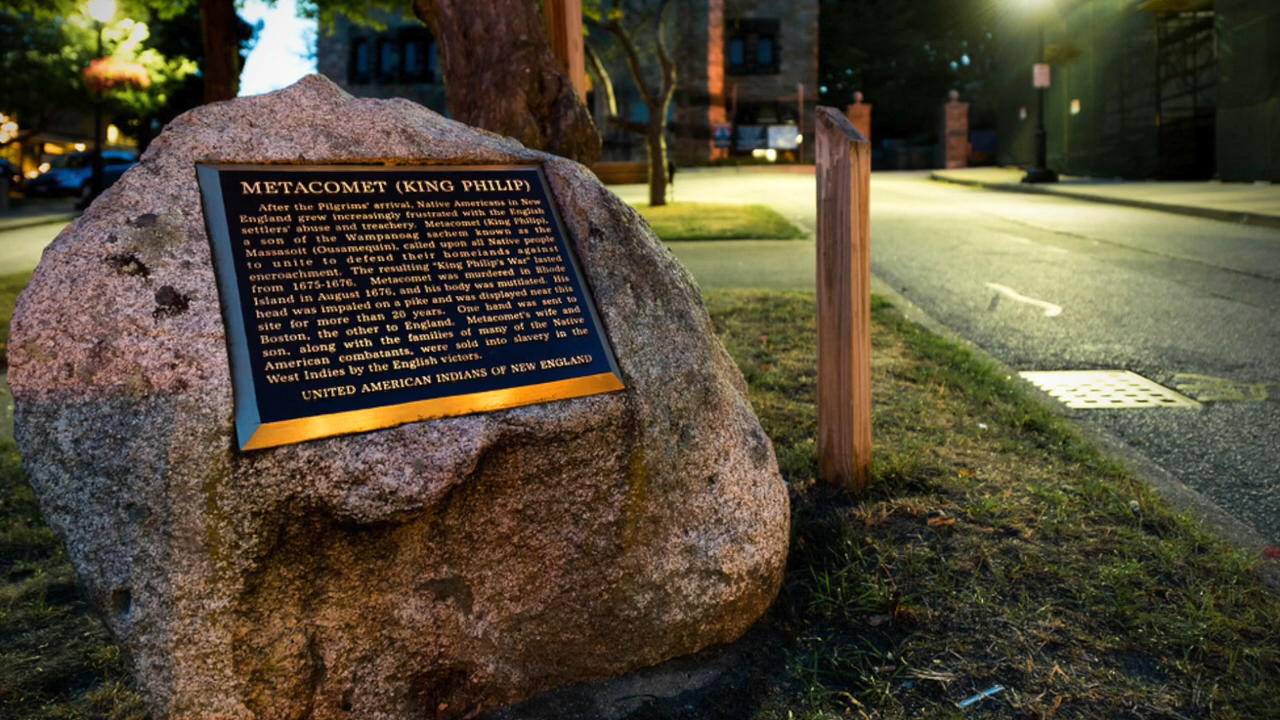 METACOMET (KING PHILIP)
After the Pilgrims' arrival, Native Americans in New
England grew increasingly frustrated with the English
settlers' abuse and treachery. Metacomet (King Philip),
a son of the Wampanoag sachem known as the
Massasoit (Ousamequin), called upon all Native people
to unite to defend their homelands against
encroachment. The resulting "King Philip's War" lasted
from 1675-1676. Metacomet was murdered in Rhode
Island in August 1676, and his body was mutilated. His
head was impaled on a pike and was displayed near this
site for more than 20 years. One hand was sent to
Boston, the other to England. Metacomet's wife and
son, along with the families of many of the Native
American combatants, were sold into slavery in the
West Indies by the English victors.
UNITED AMERICAN INDIANS OF NEW ENGLAND